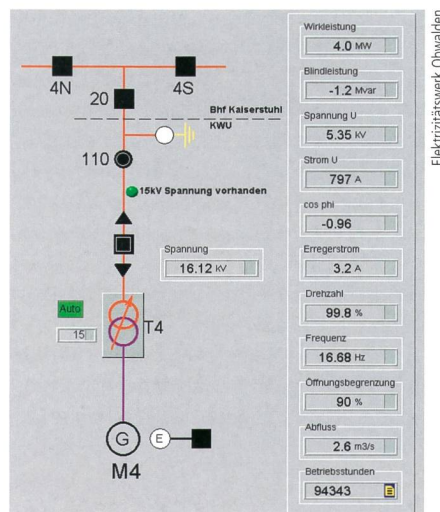 4N
4S
20
Bhf Kaiserstuhl
KWU
110
15kV Spannung vorhanden
Spannung
16.12 kV
Auto
15
T4
G
E
M4
Wirkleistung
4.0 MW
Blindleistung
-1.2 Mvar
Spannung U
5.35 kV
Strom U
797 A
cos phi
-0.96
Erregerstrom
3.2 A
Drehzahl
99.8 %
Frequenz
16.68 Hz
Öffnungsbegrenzung
90 %
Abfluss
2.6 m3/s
Betriebsstunden
94343
Elektrizitätswerk Obwalden